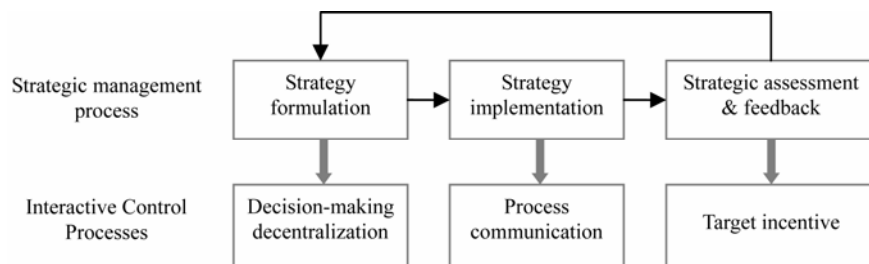 Strategic management
process
Strategy
formulation
Strategy
implementation
Strategic assessment
& feedback
Interactive Control
Processes
Decision-making
decentralization
Process
communication
Target incentive